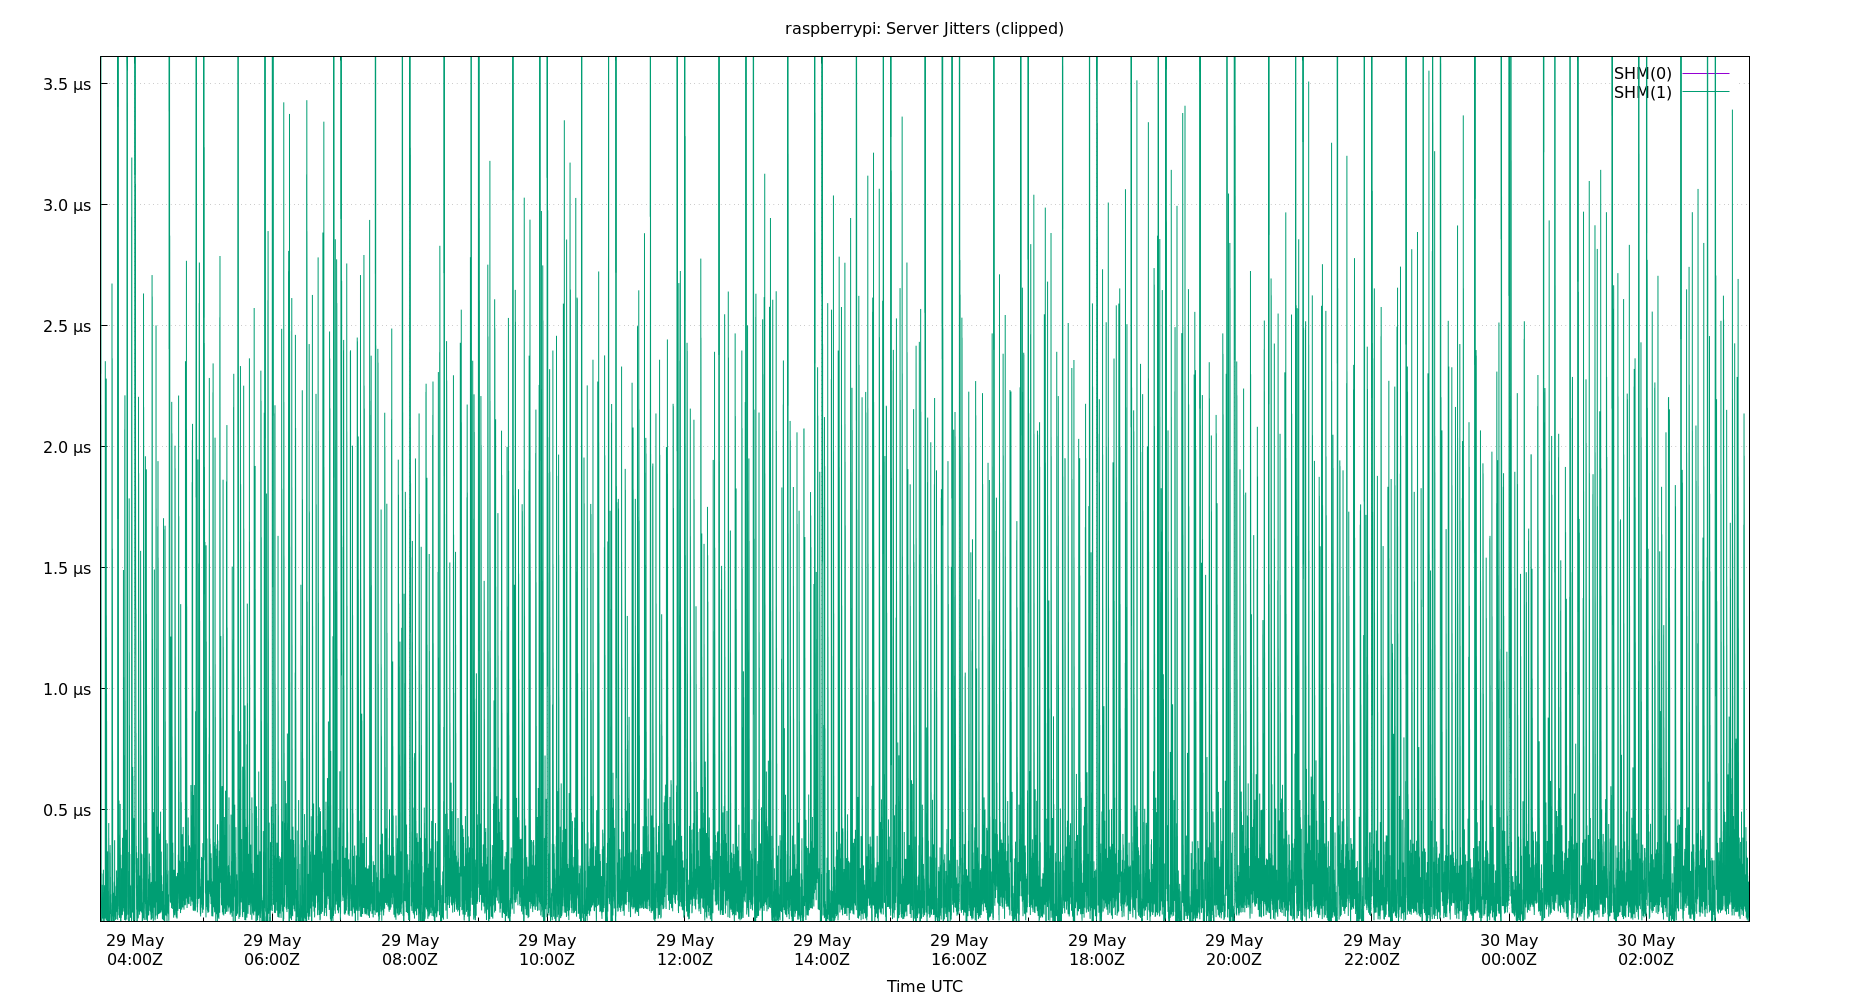 raspberrypi: Server Jitters (clipped)
SHM(0)
SHM(1)
3.5 µs
3.0 µs
2.5 µs
2.0 µs
1.5 µs
1.0 µs
0.5 µs
29 May 29 May 29 May 29 May 29 May 29 May 29 May 29 May 29 May 29 May 30 May 30 May
04:00Z 06:00Z 08:00Z 10:00Z 12:00Z 14:00Z 16:00Z 18:00Z 20:00Z 22:00Z 00:00Z 02:00Z
Time UTC